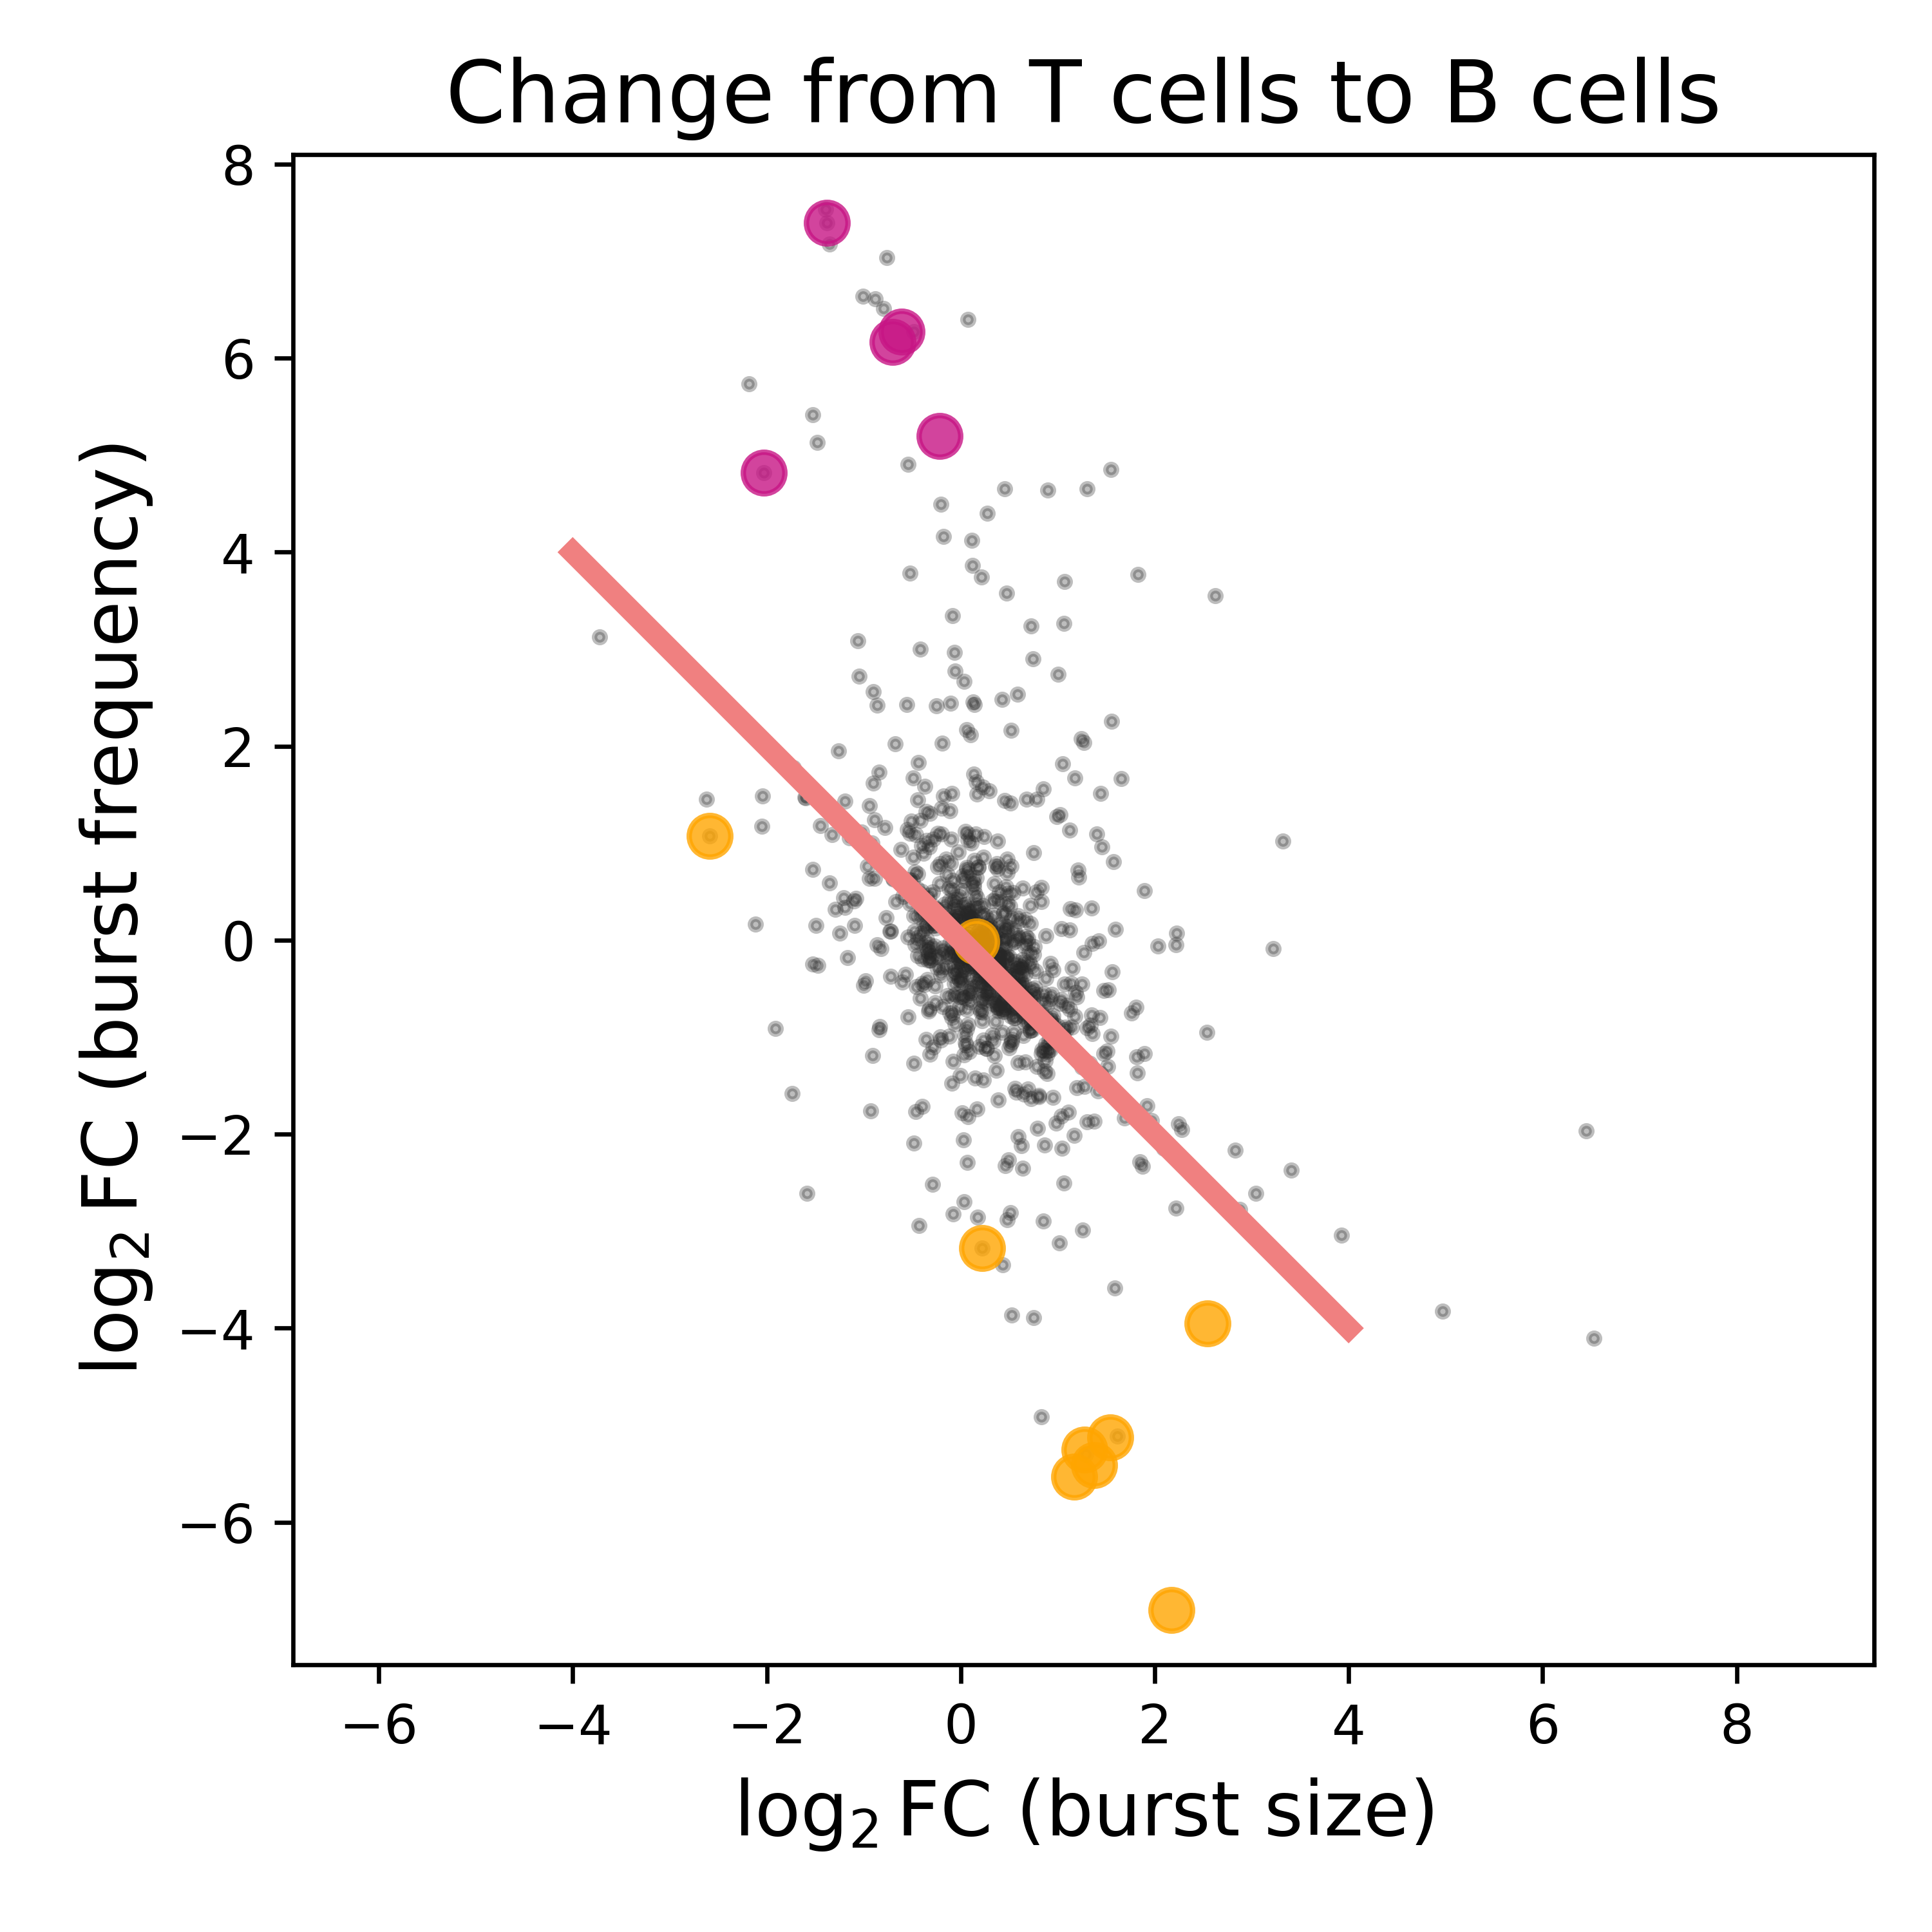 Change from T cells to B cells
8
6
4
2
0
−2
−4
−6
log₂ FC (burst frequency)
−6 −4 −2 0 2 4 6 8
log₂ FC (burst size)